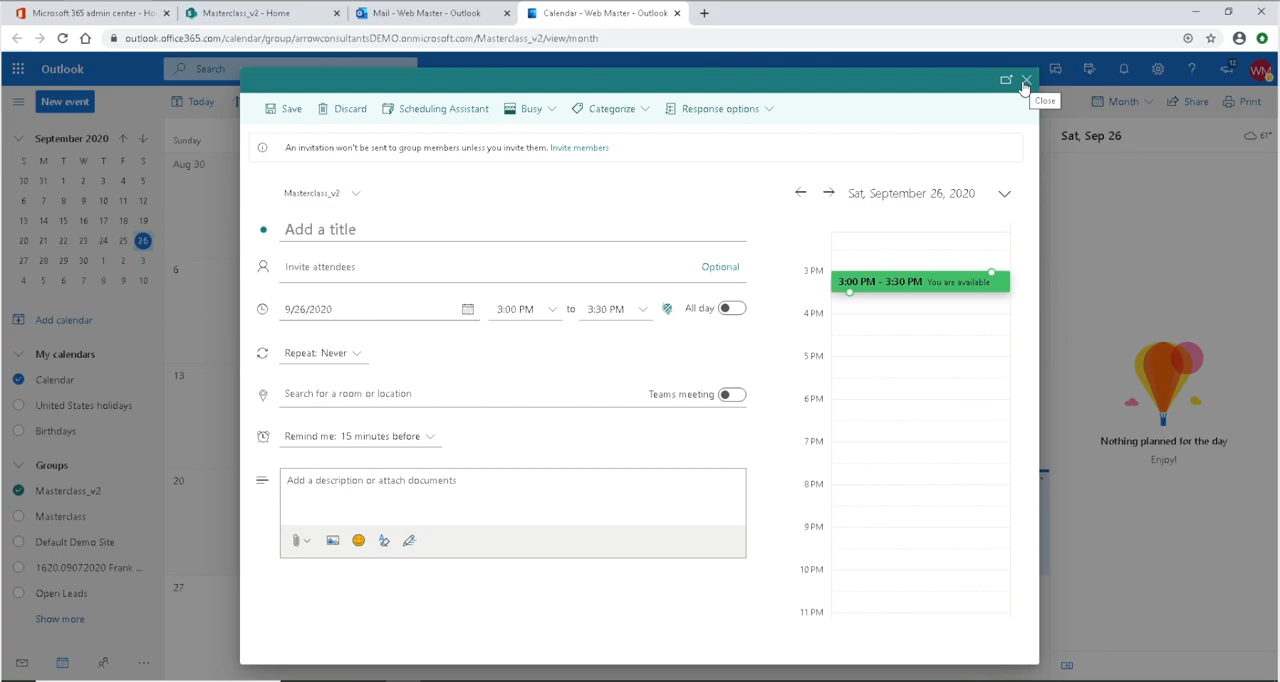 Microsoft 365 admin center - Ho
Masterclass_v2 - Home
Mail - Web Master - Outlook
Calendar - Web Master - Outlook
outlook.office365.com/calendar/group/arrowconsultantsDEMO.onmicrosoft.com/Masterclass_v2/view/month
Outlook
Search
12
WM
New event
Today
Close
Month
Share
Print
Save
Discard
Scheduling Assistant
Busy
Categorize
Response options
September 2020
Sunday
Sat, Sep 26
61°
An invitation won't be sent to group members unless you invite them. Invite members
S M T W T F S
30 31 1 2 3 4 5
6 7 8 9 10 11 12
13 14 15 16 17 18 19
20 21 22 23 24 25 26
27 28 29 30 1 2 3
4 5 6 7 8 9 10
Aug 30
6
13
20
27
Masterclass_v2
Sat, September 26, 2020
Add a title
Invite attendees
Optional
9/26/2020
3:00 PM
to
3:30 PM
All day
Repeat: Never
Search for a room or location
Teams meeting
Remind me: 15 minutes before
Add a description or attach documents
3 PM
3:00 PM - 3:30 PM You are available
4 PM
5 PM
6 PM
7 PM
8 PM
9 PM
10 PM
11 PM
Add calendar
My calendars
Calendar
United States holidays
Birthdays
Groups
Masterclass_v2
Masterclass
Default Demo Site
1620.09072020 Frank ...
Open Leads
Show more
Nothing planned for the day
Enjoy!